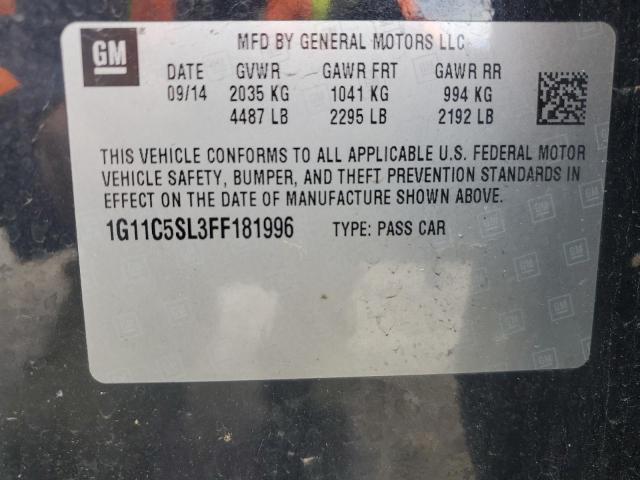 GM
MFD BY GENERAL MOTORS LLC
DATE GVWR GAWR FRT GAWR RR
09/14 2035 KG 1041 KG 994 KG
4487 LB 2295 LB 2192 LB
THIS VEHICLE CONFORMS TO ALL APPLICABLE U.S. FEDERAL MOTOR
VEHICLE SAFETY, BUMPER, AND THEFT PREVENTION STANDARDS IN
EFFECT ON THE DATE OF MANUFACTURE SHOWN ABOVE.
1G11C5SL3FF181996 TYPE: PASS CAR